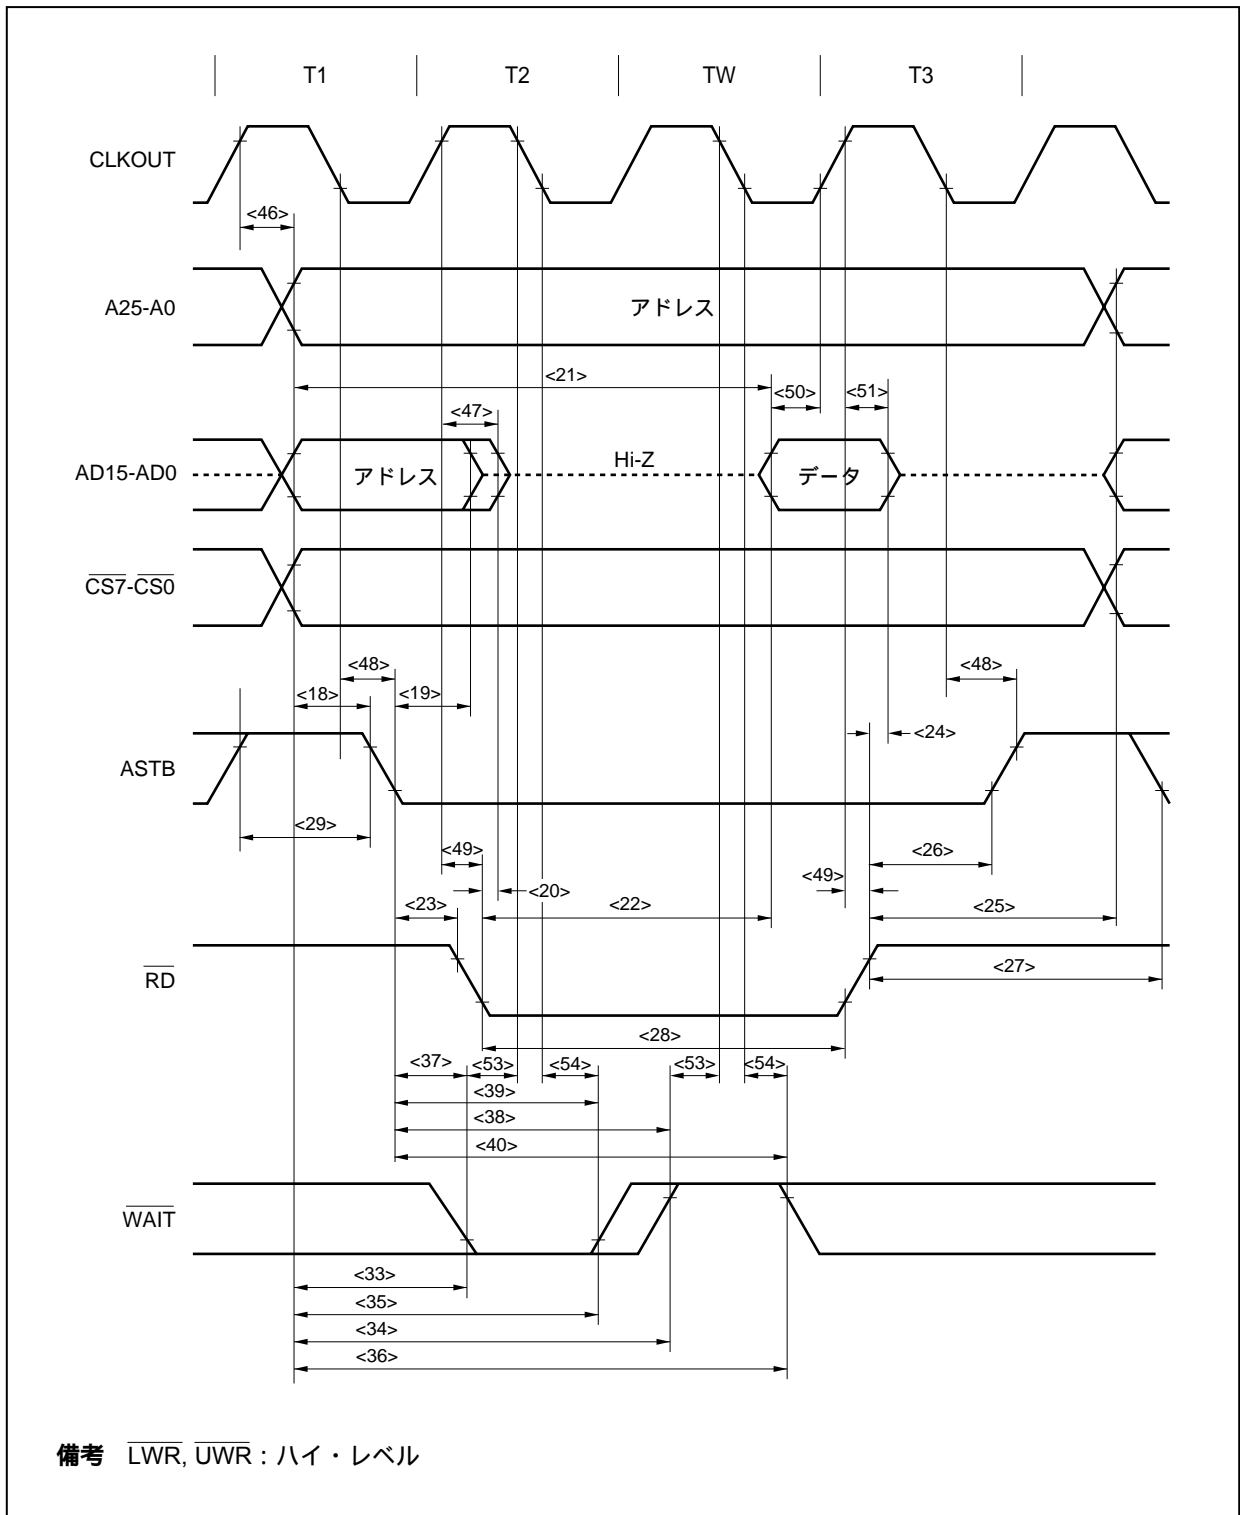 T1 T2 TW T3
CLKOUT
<46>
A25-A0 アドレス
<21>
<50> <51>
<47>
AD15-AD0 アドレス Hi-Z データ
CS7-CS0
<48> <48>
<18> <19>
<24>
ASTB
<29>
<49> <26>
<49>
<20>
<23> <22> <25>
RD
<27>
<28>
<37> <53> <54> <53> <54>
<39>
<38>
<40>
WAIT
<33>
<35>
<34>
<36>
備考 LWR, UWR : ハイ・レベル